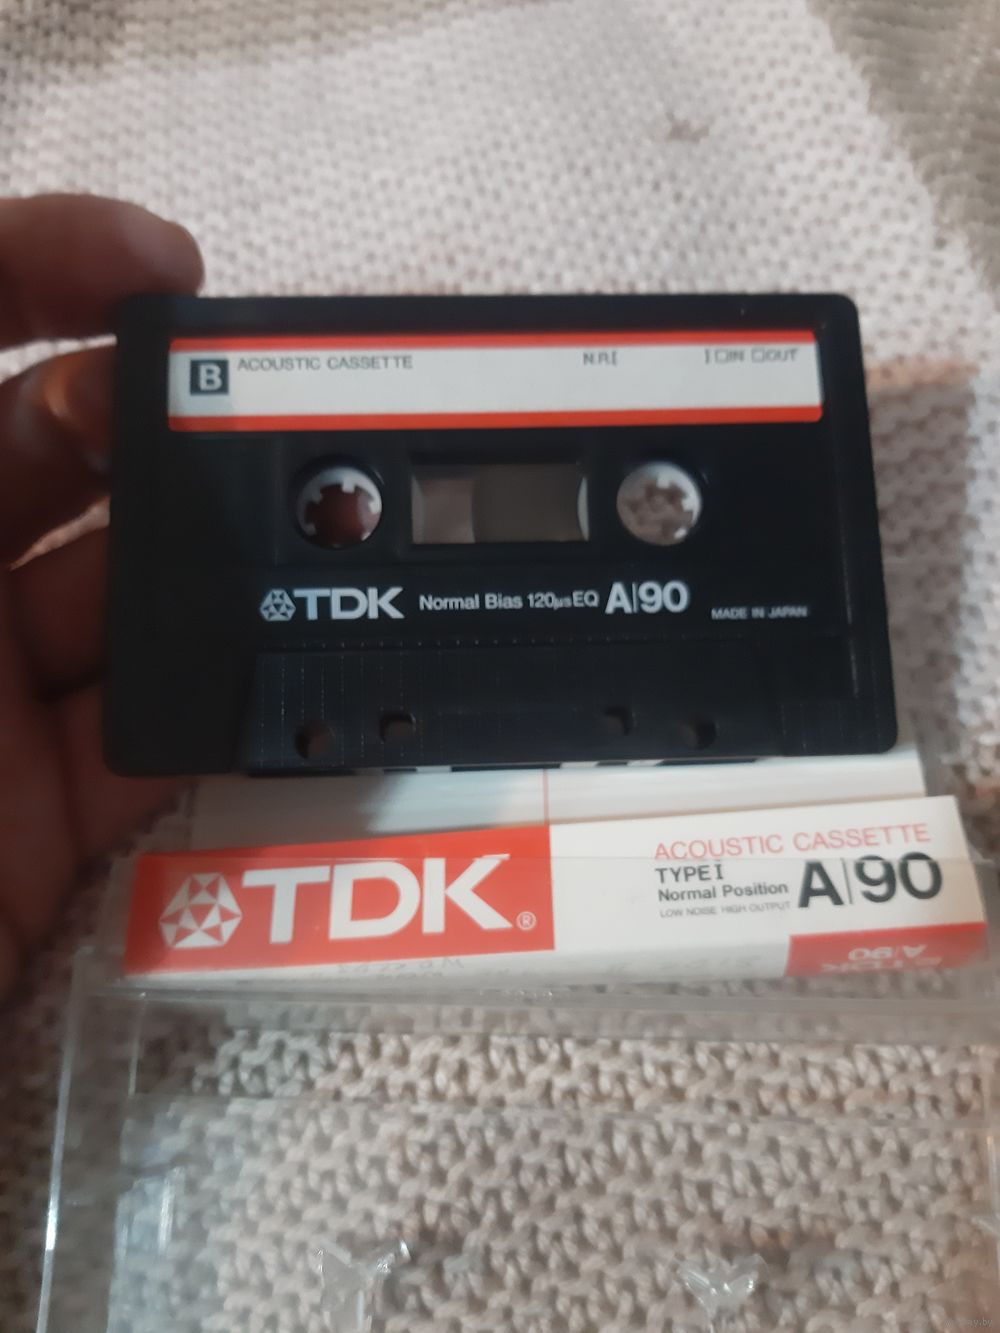 B ACOUSTIC CASSETTE N.R. IN OUT
TDK Normal Bias 120μs EQ A|90 MADE IN JAPAN
TDK®
ACOUSTIC CASSETTE
TYPE I
Normal Position A|90
LOW NOISE HIGH OUTPUT
TDK
A/90